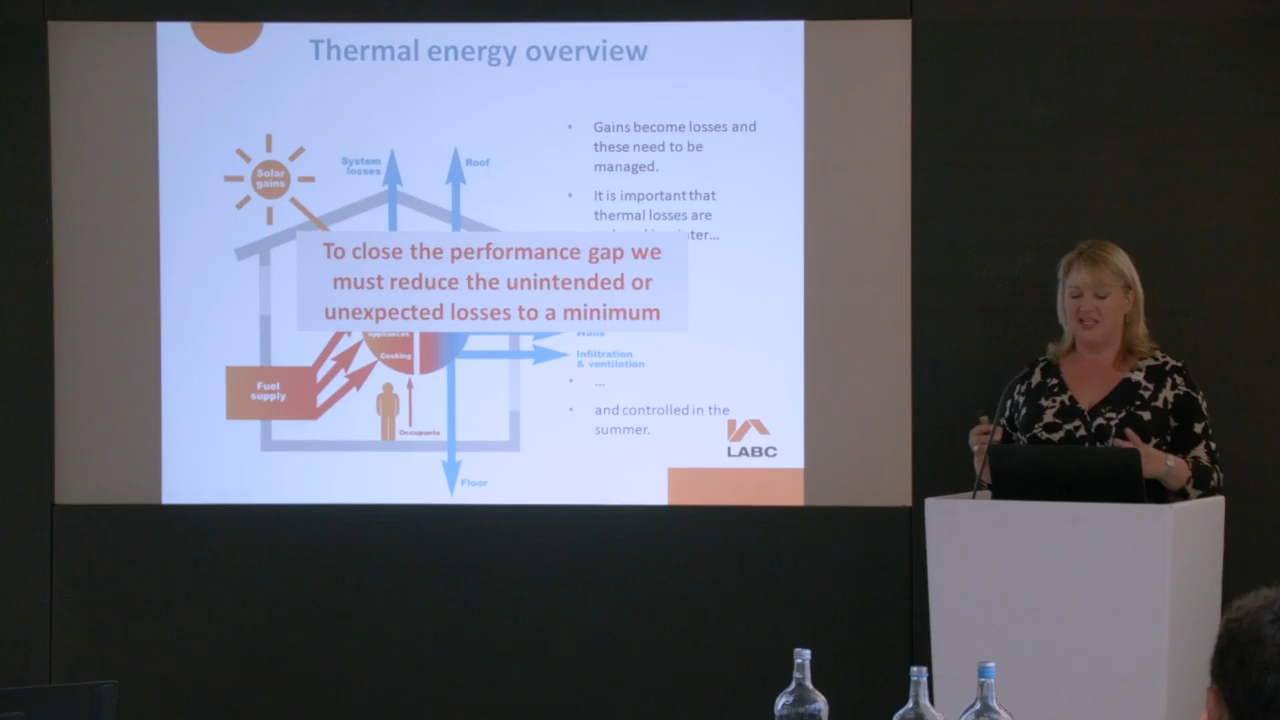 Thermal energy overview
Gains become losses and
these need to be
managed.
It is important that
thermal losses are
Solar
gains
System
losses
Roof
To close the performance gap we
must reduce the unintended or
unexpected losses to a minimum
Cooking
Walls
Infiltration
& ventilation
Fuel
supply
Occupants
...
and controlled in the
summer.
Floor
LABC